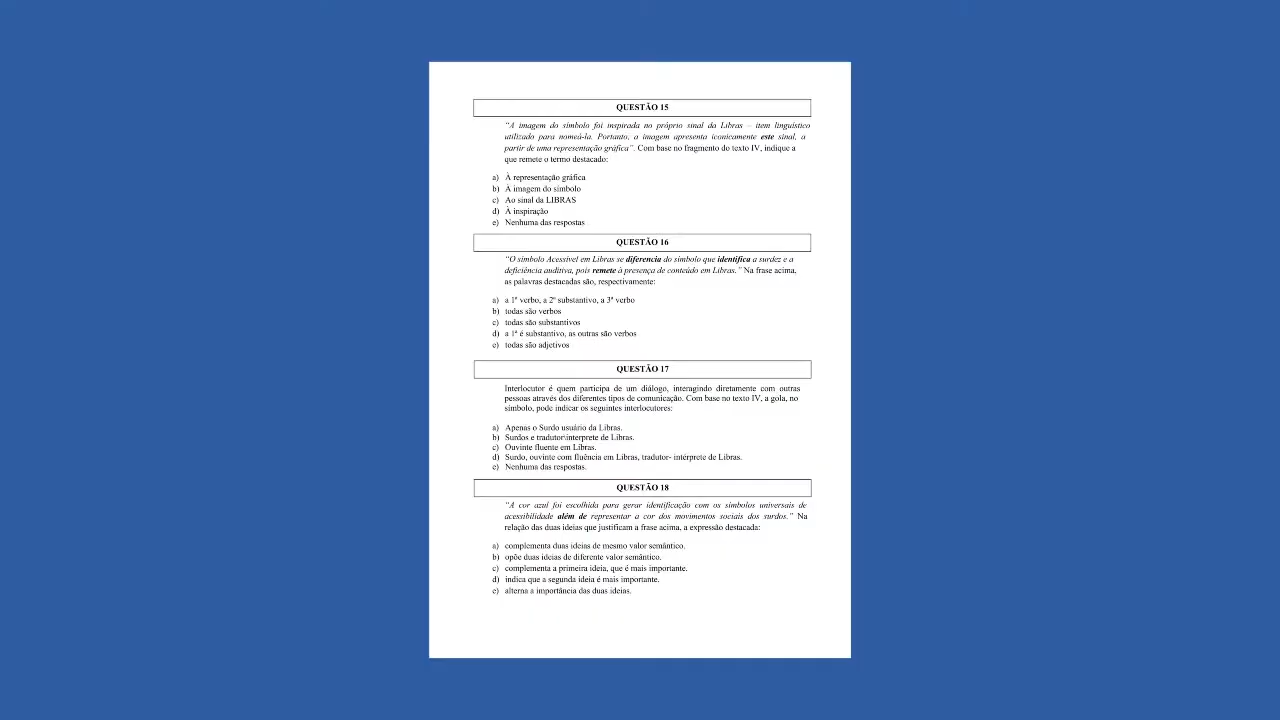 QUESTÃO 15
“A imagem do símbolo foi inspirada no próprio sinal da Libras – item linguístico
utilizado para nomeá-la. Portanto, a imagem apresenta iconicamente este sinal, a
partir de uma representação gráfica”. Com base no fragmento do texto IV, indique a
que remete o termo destacado:
a) À representação gráfica
b) À imagem do símbolo
c) Ao sinal da LIBRAS
d) À inspiração
e) Nenhuma das respostas
QUESTÃO 16
“O símbolo Acessível em Libras se diferencia do símbolo que identifica a surdez e a
deficiência auditiva, pois remete à presença de conteúdo em Libras.” Na frase acima,
as palavras destacadas são, respectivamente:
a) a 1ª verbo, a 2ª substantivo, a 3ª verbo
b) todas são verbos
c) todas são substantivos
d) a 1ª é substantivo, as outras são verbos
e) todas são adjetivos
QUESTÃO 17
Interlocutor é quem participa de um diálogo, interagindo diretamente com outras
pessoas através dos diferentes tipos de comunicação. Com base no texto IV, a gola, no
símbolo, pode indicar os seguintes interlocutores:
a) Apenas o Surdo usuário da Libras.
b) Surdos e tradutor\interprete de Libras.
c) Ouvinte fluente em Libras.
d) Surdo, ouvinte com fluência em Libras, tradutor- intérprete de Libras.
e) Nenhuma das respostas.
QUESTÃO 18
“A cor azul foi escolhida para gerar identificação com os símbolos universais de
acessibilidade além de representar a cor dos movimentos sociais dos surdos.” Na
relação das duas ideias que justificam a frase acima, a expressão destacada:
a) complementa duas ideias de mesmo valor semântico.
b) opõe duas ideias de diferente valor semântico.
c) complementa a primeira ideia, que é mais importante.
d) indica que a segunda ideia é mais importante.
e) alterna a importância das duas ideias.